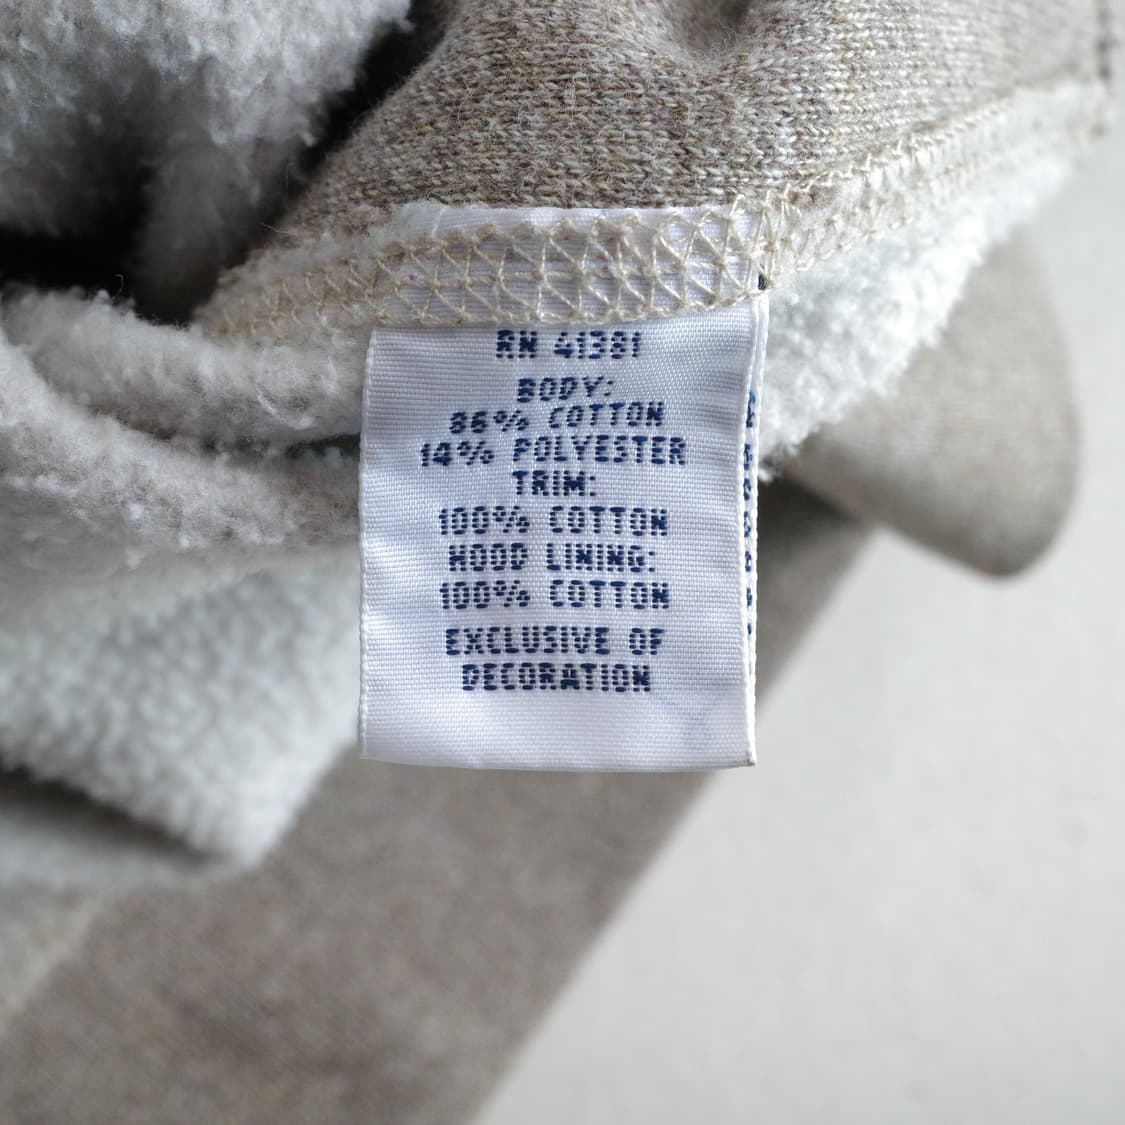 RN 41381
BODY:
86% COTTON
14% POLYESTER
TRIM:
100% COTTON
HOOD LINING:
100% COTTON
EXCLUSIVE OF
DECORATION